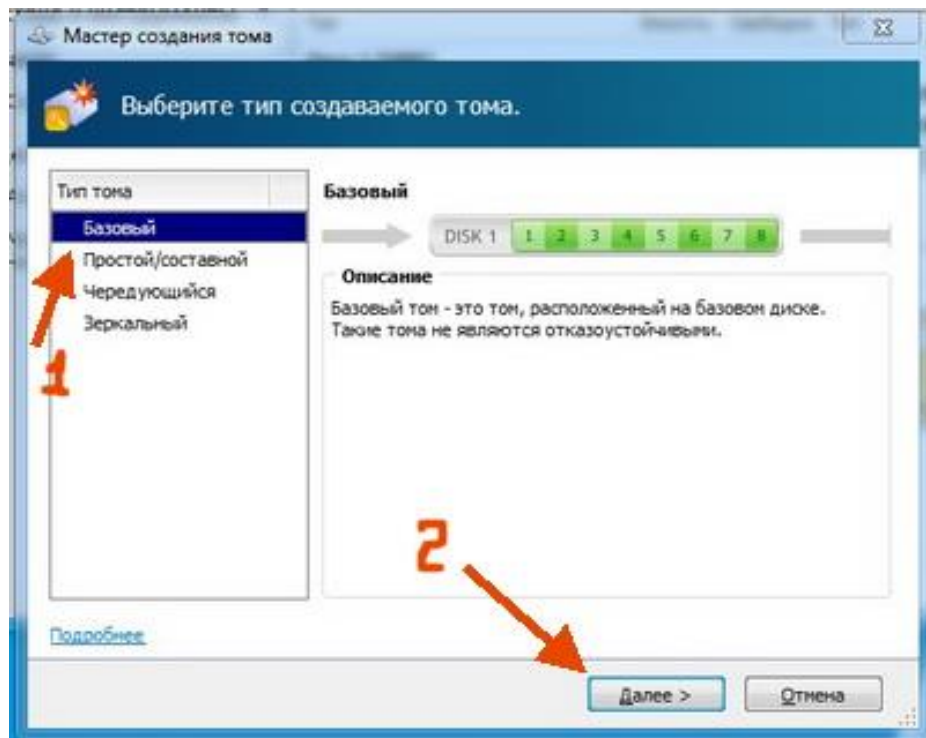 Мастер создания тома
Выберите тип создаваемого тома.
Тип тома
Базовый
Простой/составной
Чередующийся
Зеркальный
1
Базовый
DISK 1 1 2 3 4 5 6 7 8
Описание
Базовый том - это том, расположенный на базовом диске.
Такие тома не являются отказоустойчивыми.
2
Подробнее
Далее >
Отмена